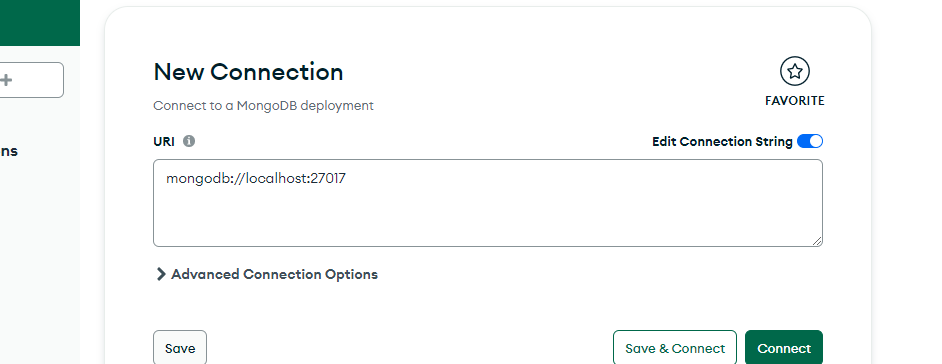 New Connection
FAVORITE
Connect to a MongoDB deployment
URI
Edit Connection String
mongodb://localhost:27017
Advanced Connection Options
ns
Save
Save & Connect
Connect